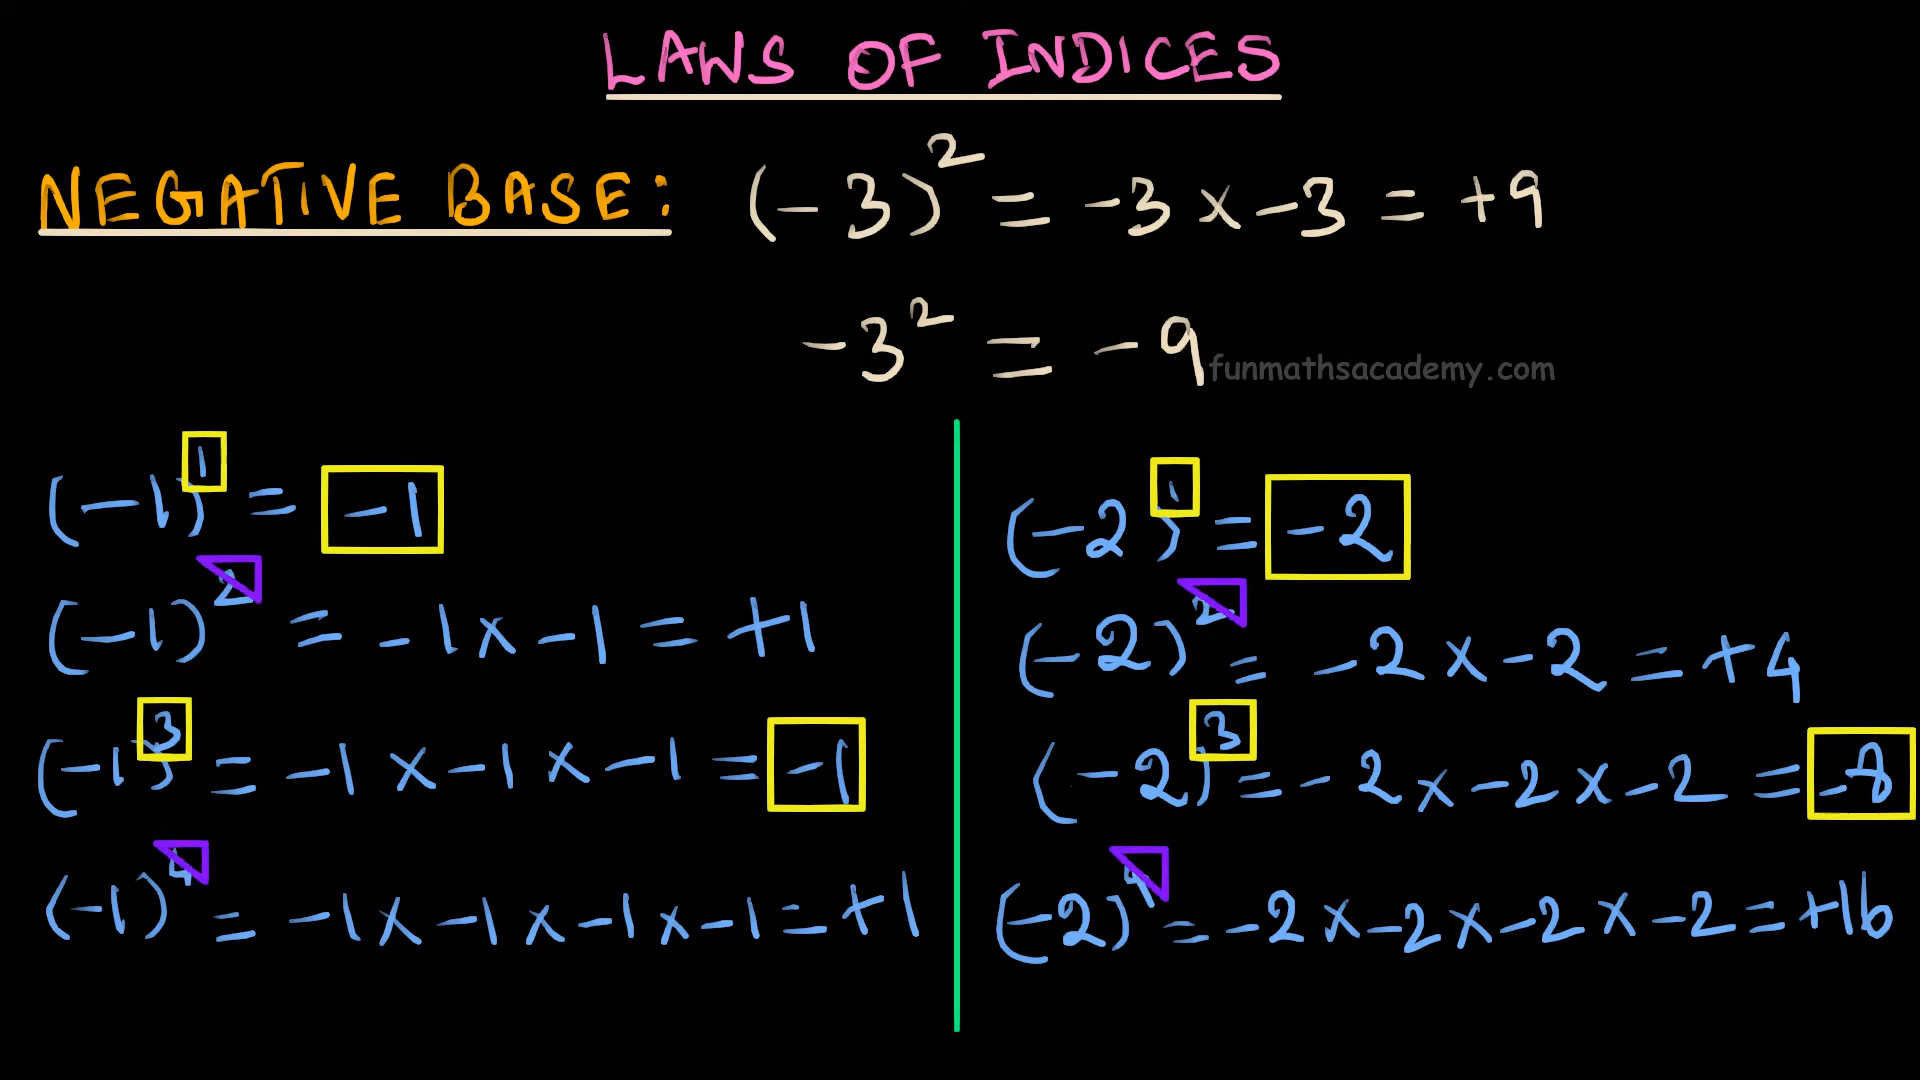 LAWS OF INDICES
NEGATIVE BASE: (-3)² = -3 x -3 = +9
-3² = -9
funmathsacademy.com
(-1)¹ = -1
(-1)² = -1 x -1 = +1
(-1)³ = -1 x -1 x -1 = -1
(-1)⁴ = -1 x -1 x -1 x -1 = +1
(-2)¹ = -2
(-2)² = -2 x -2 = +4
(-2)³ = -2 x -2 x -2 = -8
(-2)⁴ = -2 x -2 x -2 x -2 = +16